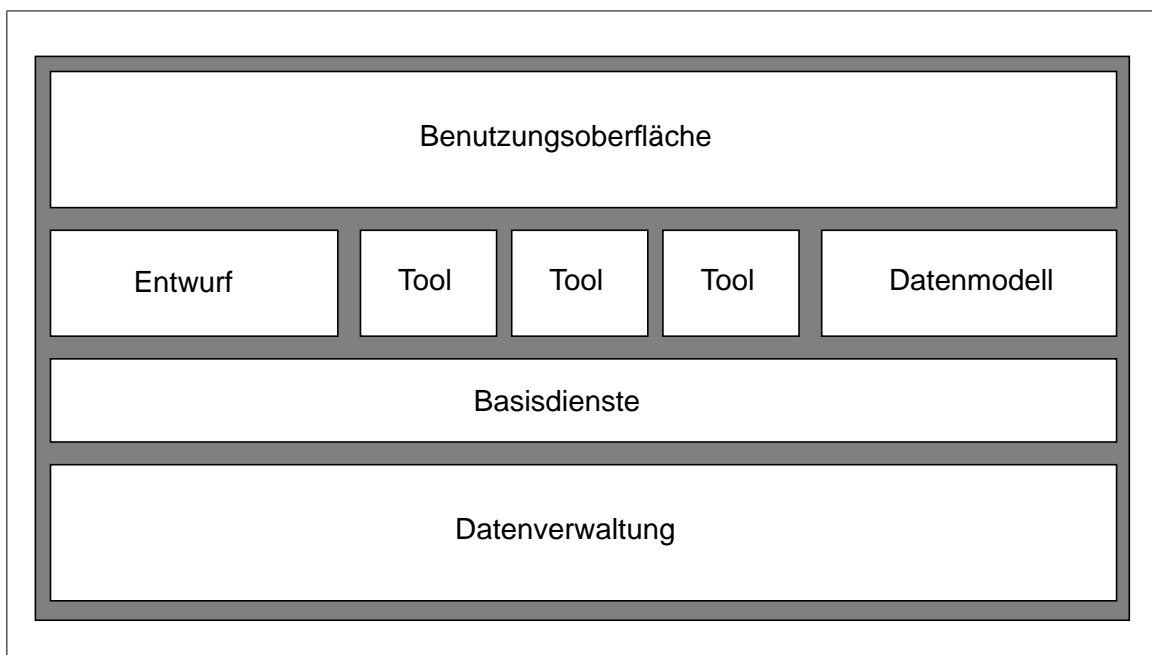 Benutzungsoberfläche
Entwurf
Tool
Tool
Tool
Datenmodell
Basisdienste
Datenverwaltung